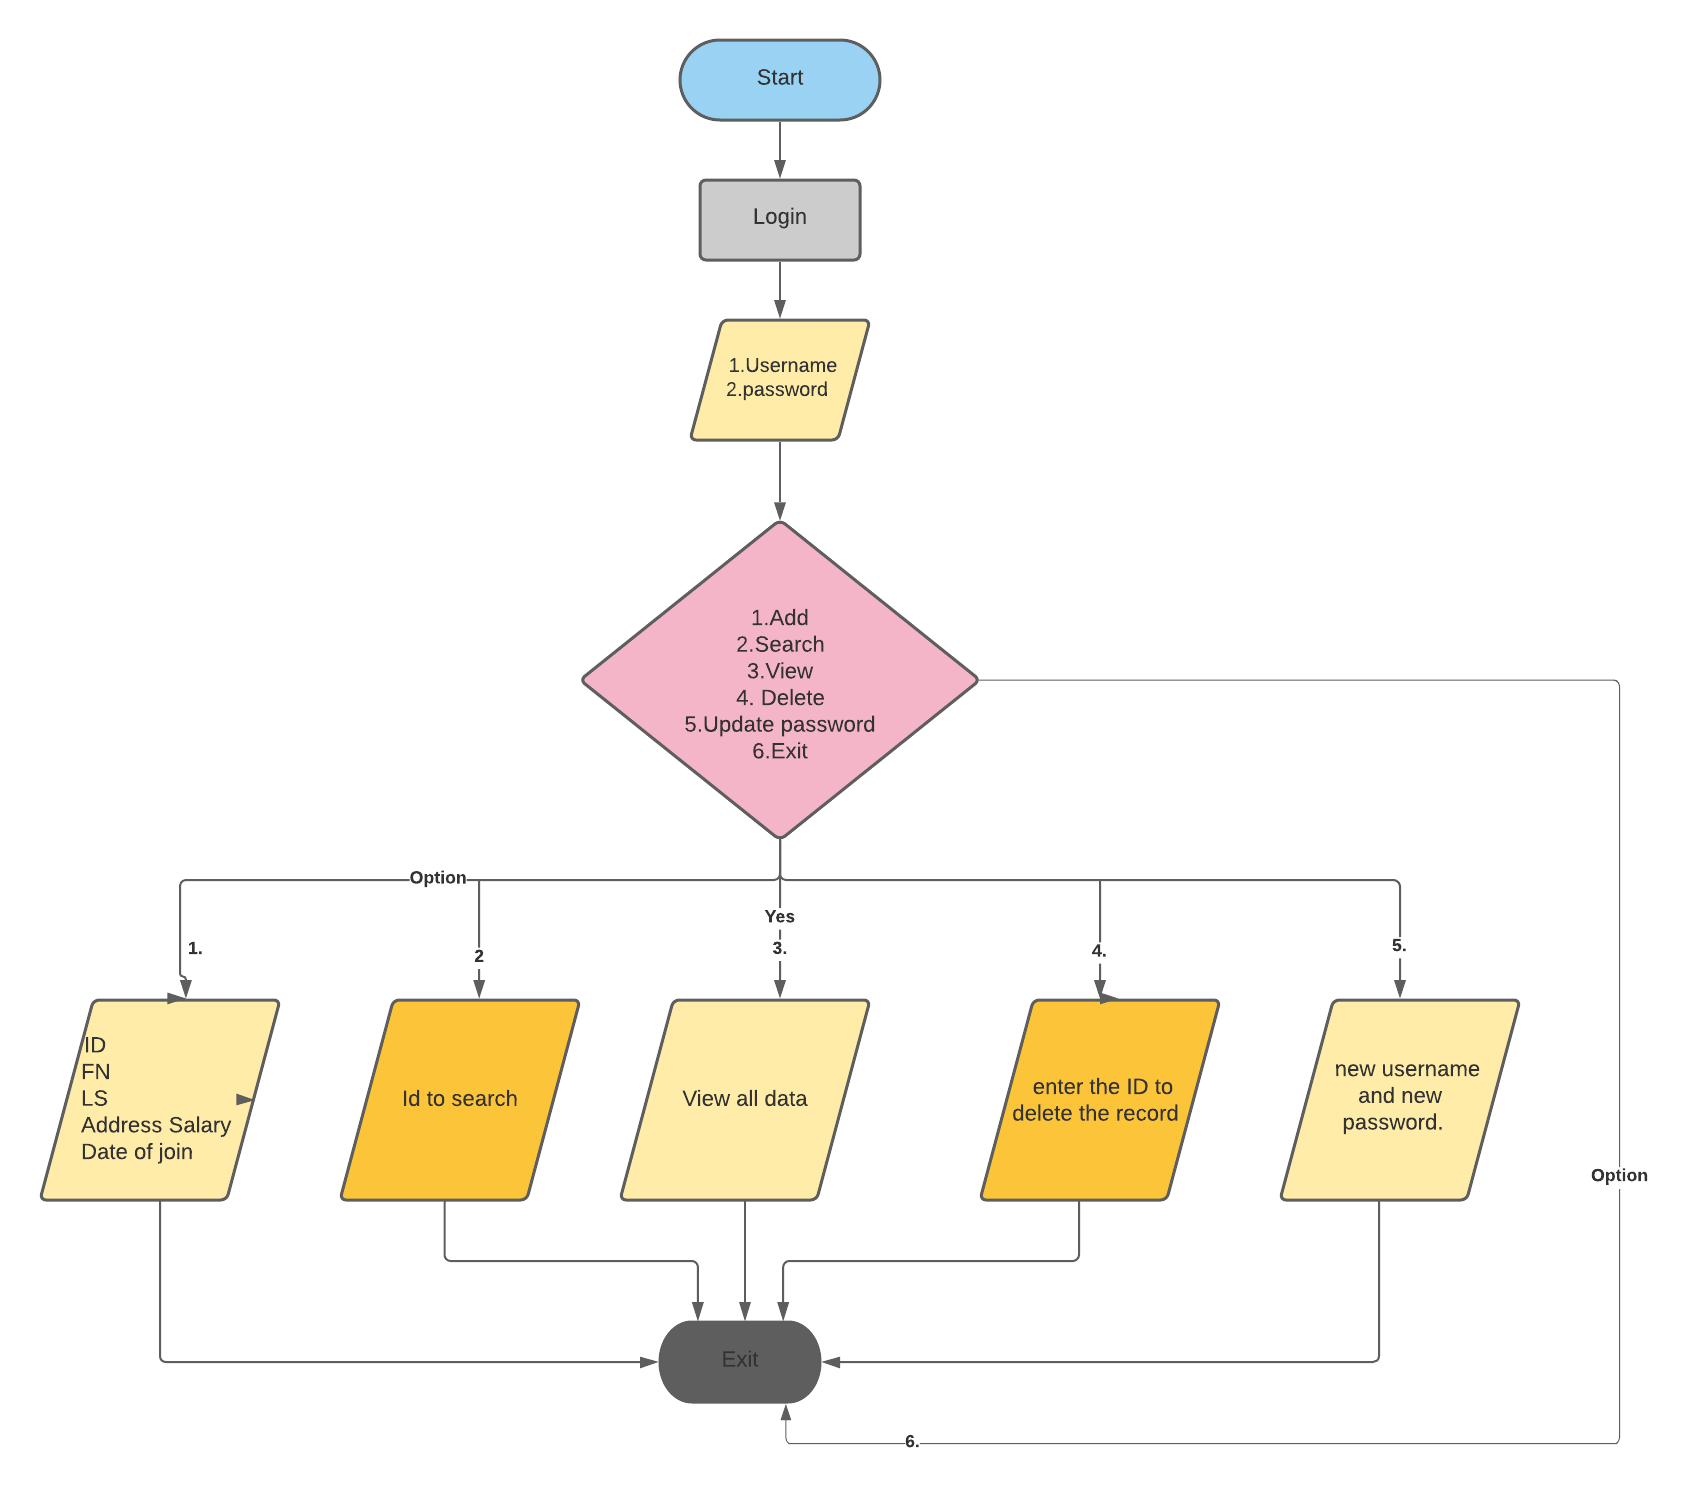 Start
Login
1.Username
2.password
1.Add
2.Search
3.View
4. Delete
5.Update password
6.Exit
Option
Yes
1.
2
3.
4.
5.
ID
FN
LS
Address Salary
Date of join
Id to search
View all data
enter the ID to
delete the record
new username
and new
password.
Option
Exit
6.